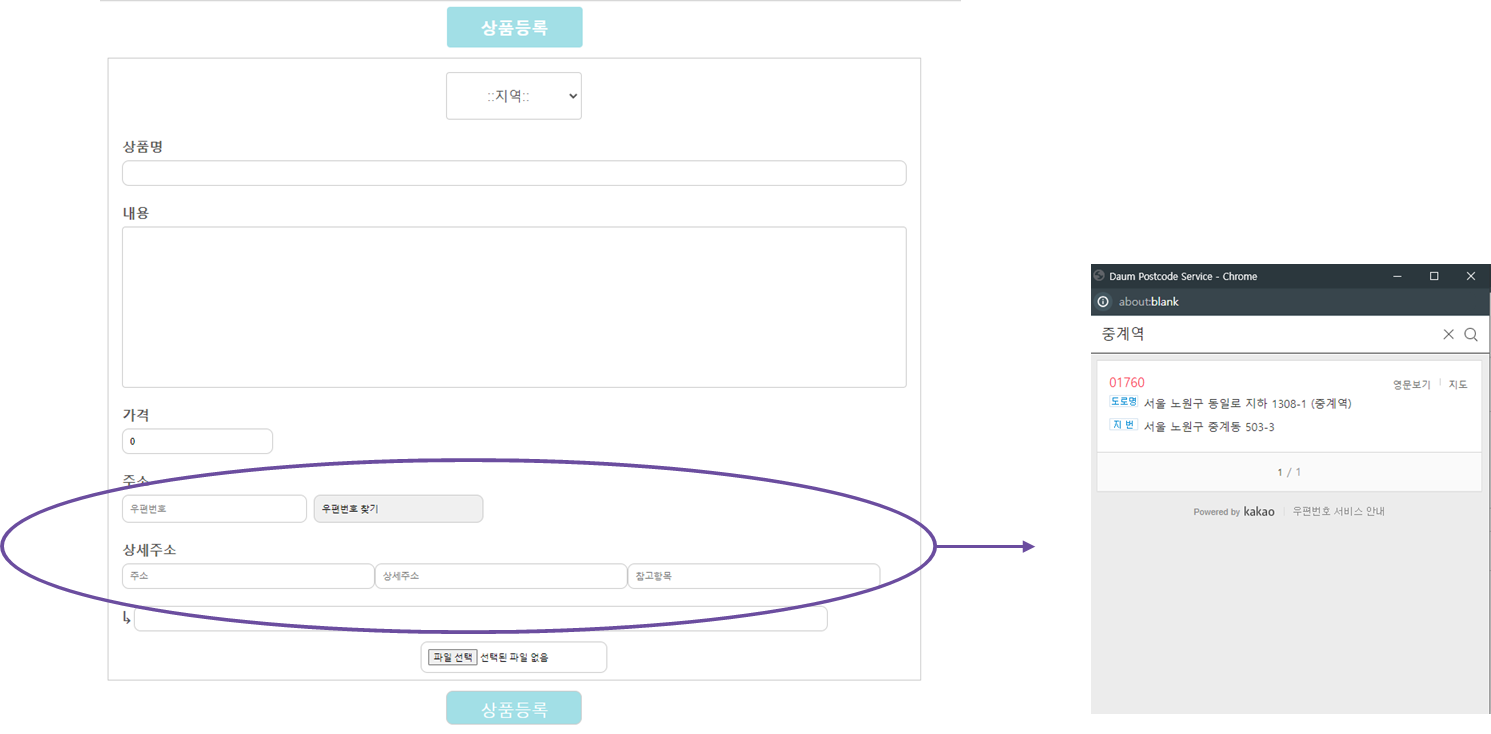 상품등록
::지역::
상품명
내용
가격
0
주소
우편번호 우편번호 찾기
상세주소
주소 상세주소 참고항목
↳
파일 선택 선택된 파일 없음
상품등록
Daum Postcode Service - Chrome
about:blank
중계역
01760 영문보기 지도
도로명 서울 노원구 동일로 지하 1308-1 (중계역)
지번 서울 노원구 중계동 503-3
1 / 1
Powered by kakao 우편번호 서비스 안내